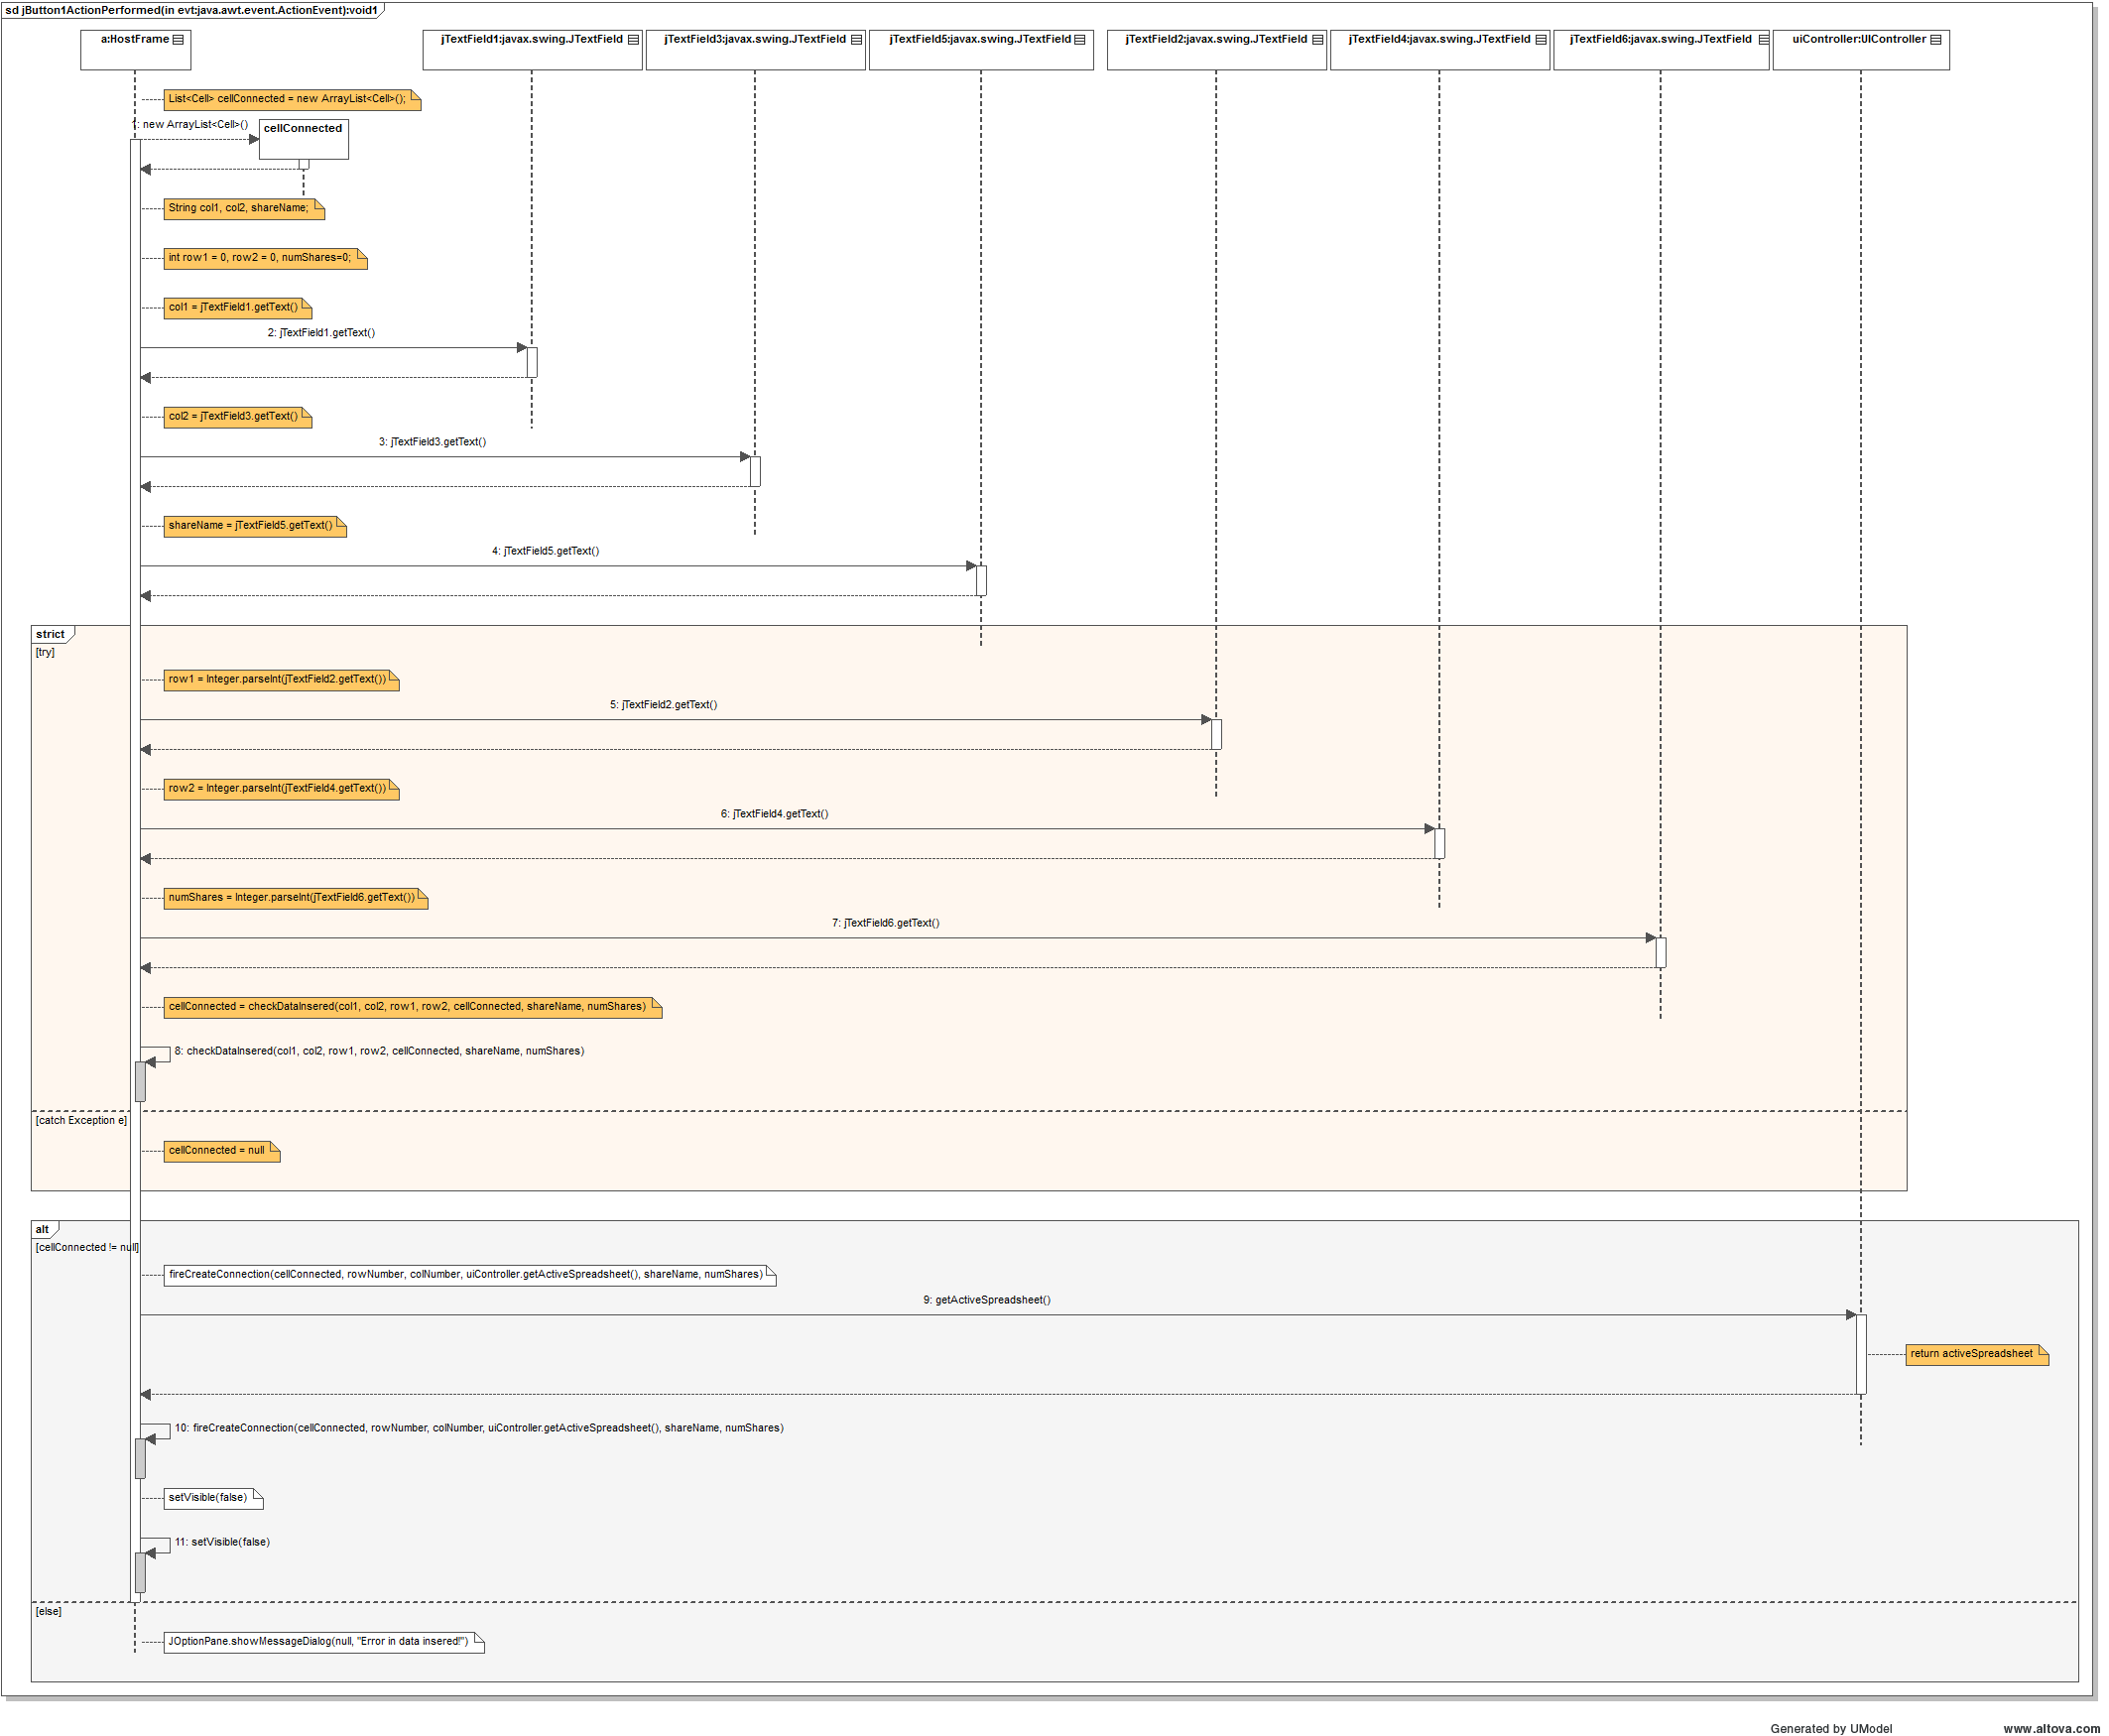 sd jButton1ActionPerformed(in evt:java.awt.event.ActionEvent):void1
a:HostFrame
jTextField1:javax.swing.JTextField
jTextField3:javax.swing.JTextField
jTextField5:javax.swing.JTextField
jTextField2:javax.swing.JTextField
jTextField4:javax.swing.JTextField
jTextField6:javax.swing.JTextField
uiController:UIController
List<Cell> cellConnected = new ArrayList<Cell>();
1: new ArrayList<Cell>()
cellConnected
String col1, col2, shareName;
int row1 = 0, row2 = 0, numShares=0;
col1 = jTextField1.getText()
2: jTextField1.getText()
col2 = jTextField3.getText()
3: jTextField3.getText()
shareName = jTextField5.getText()
4: jTextField5.getText()
strict
[try]
row1 = Integer.parseInt(jTextField2.getText())
5: jTextField2.getText()
row2 = Integer.parseInt(jTextField4.getText())
6: jTextField4.getText()
numShares = Integer.parseInt(jTextField6.getText())
7: jTextField6.getText()
cellConnected = checkDataInsered(col1, col2, row1, row2, cellConnected, shareName, numShares)
8: checkDataInsered(col1, col2, row1, row2, cellConnected, shareName, numShares)
[catch Exception e]
cellConnected = null
alt
[cellConnected != null]
fireCreateConnection(cellConnected, rowNumber, colNumber, uiController.getActiveSpreadsheet(), shareName, numShares)
9: getActiveSpreadsheet()
return activeSpreadsheet
10: fireCreateConnection(cellConnected, rowNumber, colNumber, uiController.getActiveSpreadsheet(), shareName, numShares)
setVisible(false)
11: setVisible(false)
[else]
JOptionPane.showMessageDialog(null, "Error in data insered!")
Generated by UModel
www.altova.com